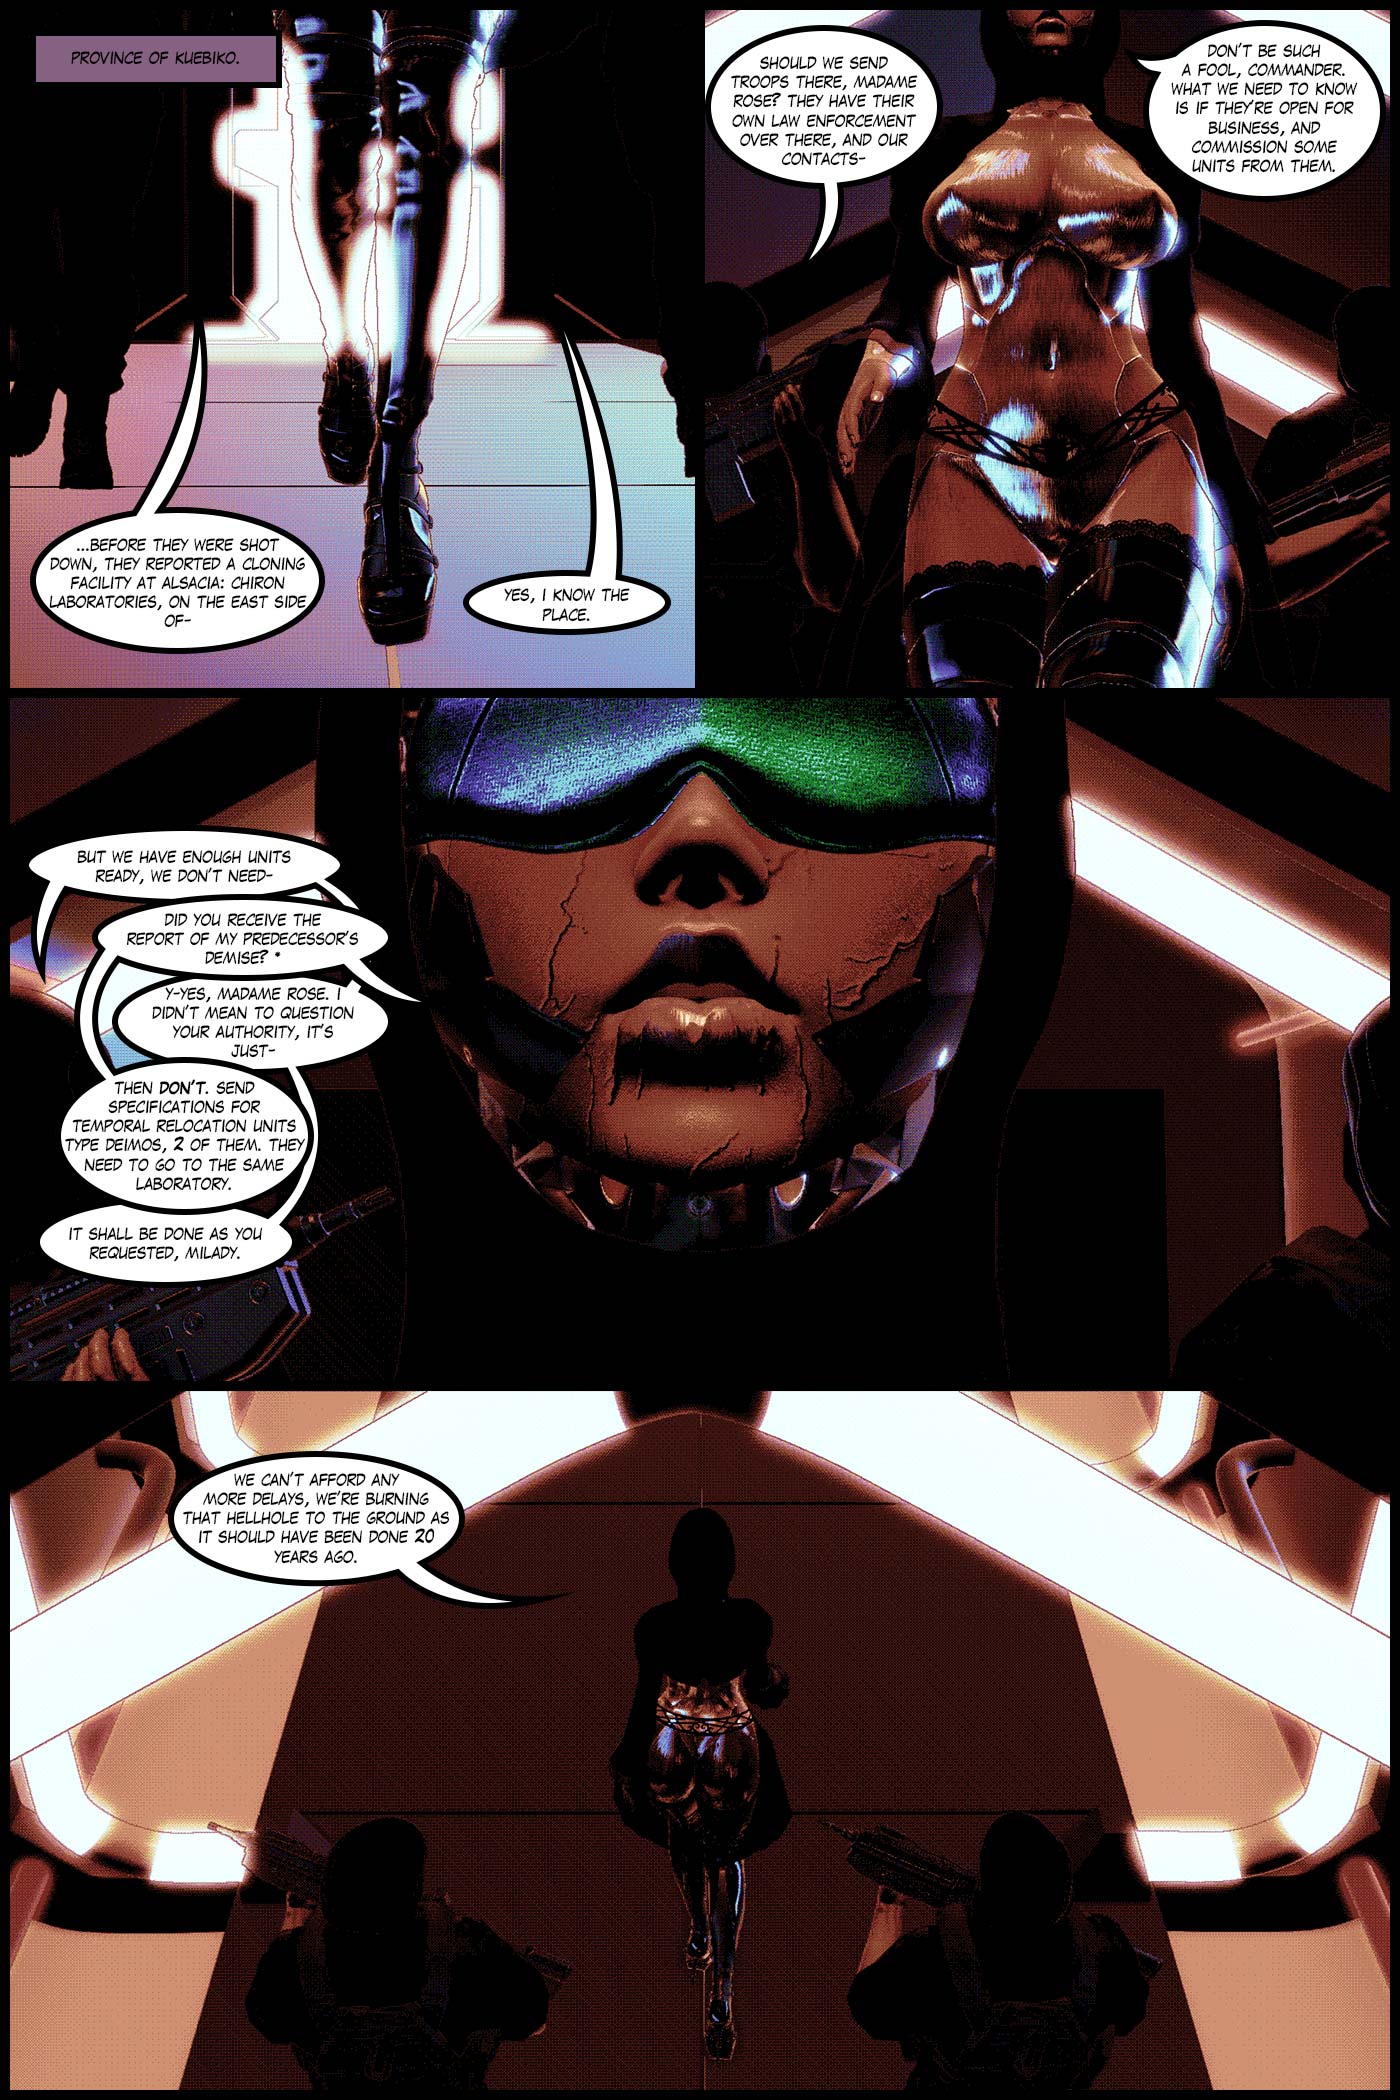 PROVINCE OF KUEBIKO.
...BEFORE THEY WERE SHOT
DOWN, THEY REPORTED A CLONING
FACILITY AT ALSACIA: CHIRON
LABORATORIES, ON THE EAST SIDE
OF-
YES, I KNOW THE
PLACE.
SHOULD WE SEND
TROOPS THERE, MADAME
ROSE? THEY HAVE THEIR
OWN LAW ENFORCEMENT
OVER THERE, AND OUR
CONTACTS-
DON'T BE SUCH
A FOOL, COMMANDER.
WHAT WE NEED TO KNOW
IS IF THEY'RE OPEN FOR
BUSINESS, AND
COMMISSION SOME
UNITS FROM THEM.
BUT WE HAVE ENOUGH UNITS
READY, WE DON'T NEED-
DID YOU RECEIVE THE
REPORT OF MY PREDECESSOR'S
DEMISE? *
Y-YES, MADAME ROSE. I
DIDN'T MEAN TO QUESTION
YOUR AUTHORITY, IT'S
JUST-
THEN DON'T. SEND
SPECIFICATIONS FOR
TEMPORAL RELOCATION UNITS
TYPE DEIMOS, 2 OF THEM. THEY
NEED TO GO TO THE SAME
LABORATORY.
IT SHALL BE DONE AS YOU
REQUESTED, MILADY.
WE CAN'T AFFORD ANY
MORE DELAYS, WE'RE BURNING
THAT HELLHOLE TO THE GROUND AS
IT SHOULD HAVE BEEN DONE 20
YEARS AGO.